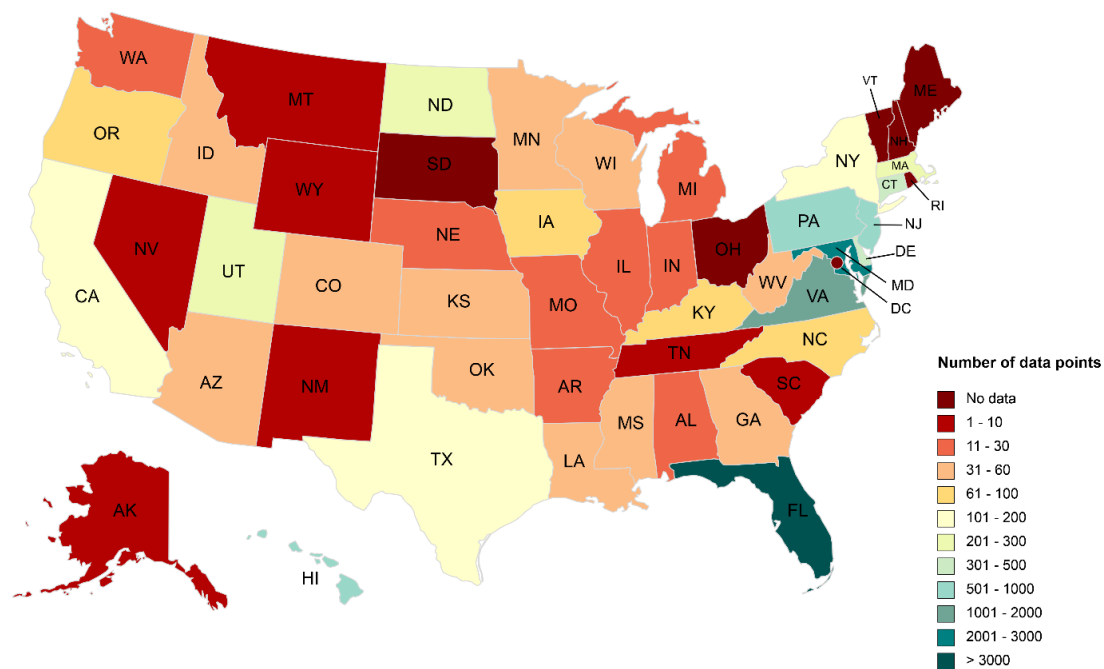 WA
MT
ND
MN
VT
ME
OR
ID
SD
WI
NY
NH
MA
WY
MI
CT
RI
NV
NE
IA
PA
NJ
OH
DE
UT
IL
IN
CA
CO
WV
MD
KS
MO
VA
DC
KY
NC
AZ
NM
OK
TN
AR
SC
MS
AL
GA
TX
LA
AK
FL
HI
Number of data points
No data
1 - 10
11 - 30
31 - 60
61 - 100
101 - 200
201 - 300
301 - 500
501 - 1000
1001 - 2000
2001 - 3000
> 3000